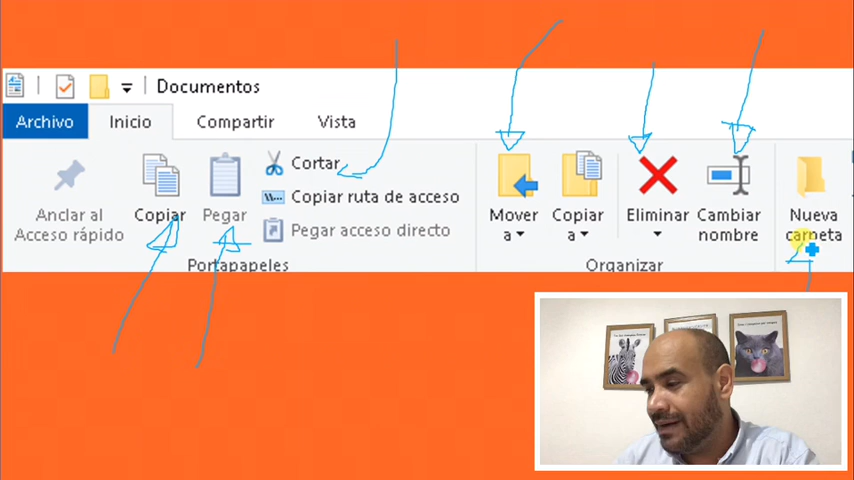 Documentos
Archivo Inicio Compartir Vista
Anclar al
Acceso rápido
Copiar
Pegar
Cortar
Copiar ruta de acceso
Pegar acceso directo
Portapapeles
Mover
a
Copiar
a
Eliminar
Cambiar
nombre
Organizar
Nueva
carpeta